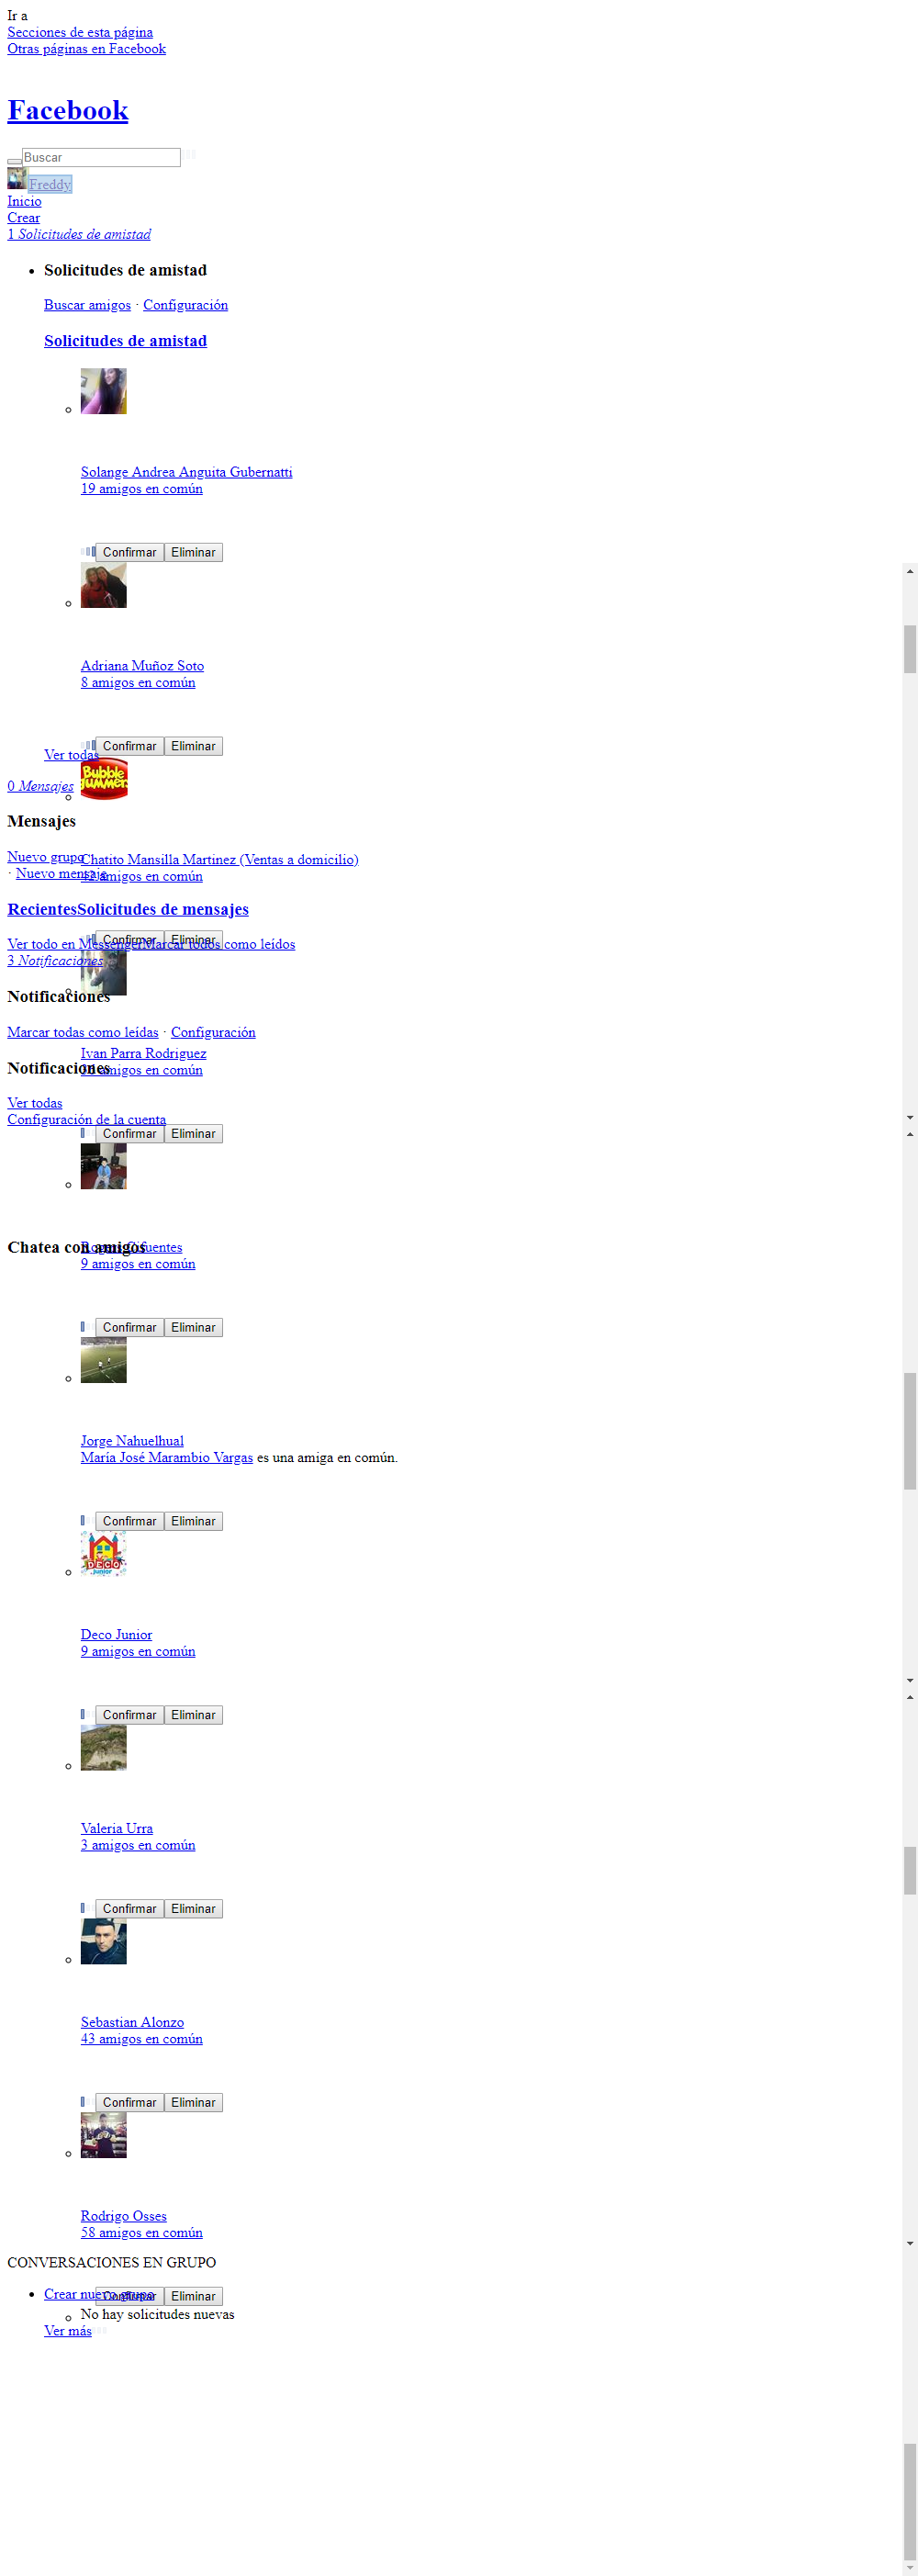 Ir a
Secciones de esta página
Otras páginas en Facebook
Facebook
Buscar
Freddy
Inicio
Crear
1 Solicitudes de amistad
Solicitudes de amistad
Buscar amigos · Configuración
Solicitudes de amistad
Solange Andrea Anguita Gubernatti
19 amigos en común
Confirmar Eliminar
Adriana Muñoz Soto
8 amigos en común
Confirmar Eliminar
Ver todas
Bubble Gummers
0 Mensajes
Mensajes
Nuevo grupo
Chatito Mansilla Martinez (Ventas a domicilio)
· Nuevo mensaje
amigos en común
RecientesSolicitudes de mensajes
Confirmar Eliminar
Ver todo en MessengerMarcar todos como leídos
3 Notificaciones
Notificaciones
Marcar todas como leídas · Configuración
Ivan Parra Rodriguez
Notificaciones
amigos en común
Ver todas
Configuración de la cuenta
Confirmar Eliminar
Chatea con amigos
Cifuentes
9 amigos en común
Confirmar Eliminar
Jorge Nahuelhual
María José Marambio Vargas es una amiga en común.
Confirmar Eliminar
DECO
junior
Deco Junior
9 amigos en común
Confirmar Eliminar
Valeria Urra
3 amigos en común
Confirmar Eliminar
Sebastian Alonzo
43 amigos en común
Confirmar Eliminar
Rodrigo Osses
58 amigos en común
CONVERSACIONES EN GRUPO
Crear nuevo grupo
Confirmar Eliminar
No hay solicitudes nuevas
Ver más